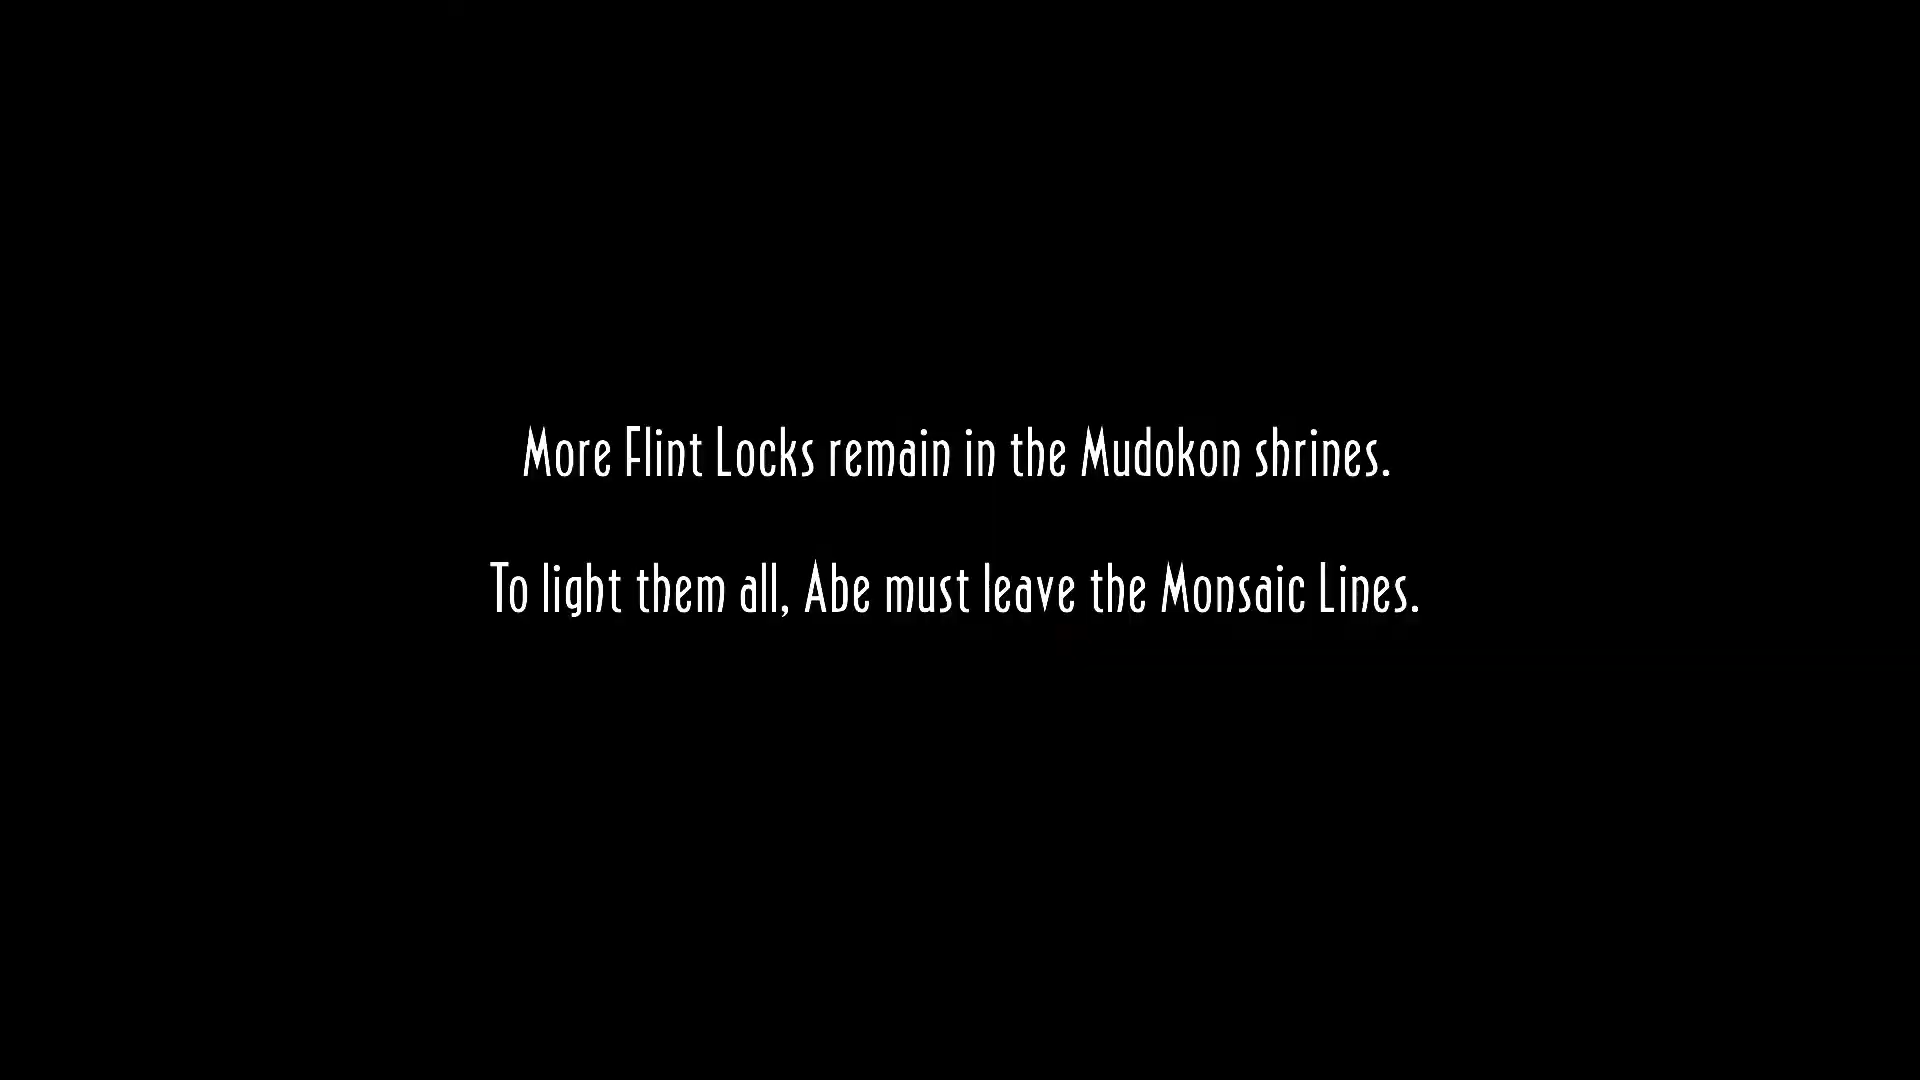 More Flint Locks remain in the Mudokon shrines.
To light them all, Abe must leave the Monsaic Lines.